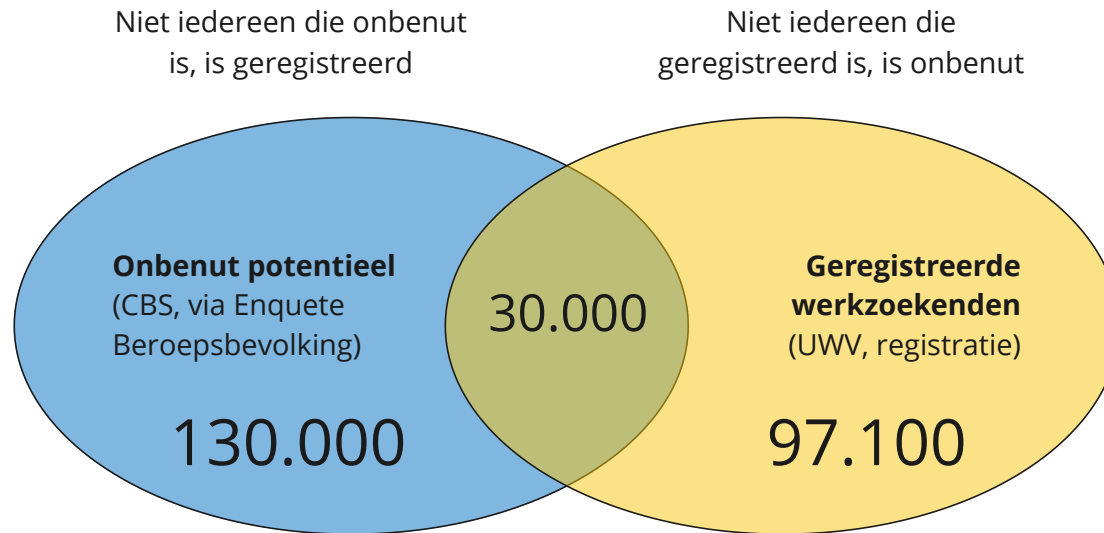 Niet iedereen die onbenut
is, is geregistreerd
Niet iedereen die
geregistreerd is, is onbenut
Onbenut potentieel
(CBS, via Enquete
Beroepsbevolking)
130.000
30.000
Geregistreerde
werkzoekenden
(UWV, registratie)
97.100